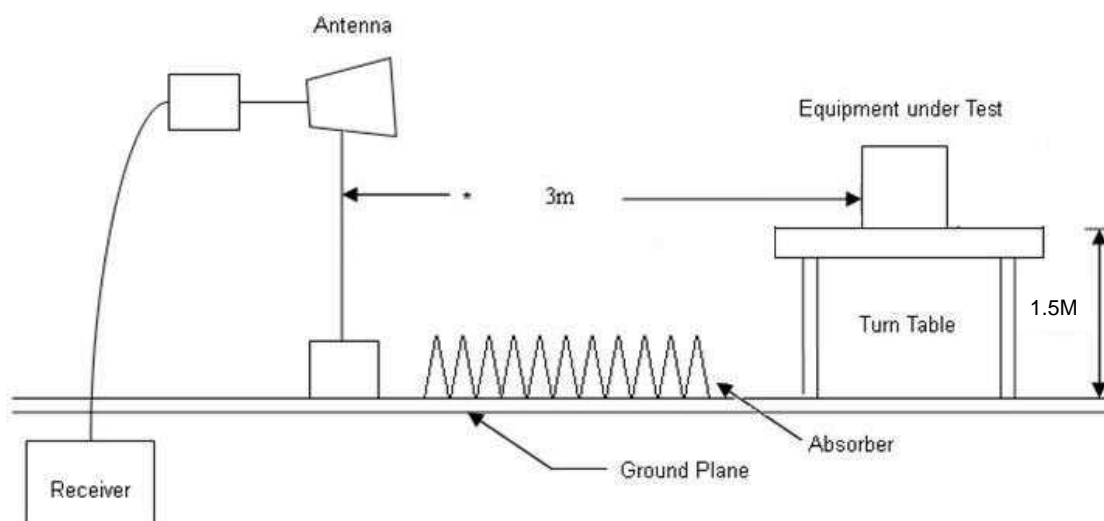 Antenna
Equipment under Test
* 3m
1.5M
Turn Table
Absorber
Ground Plane
Receiver